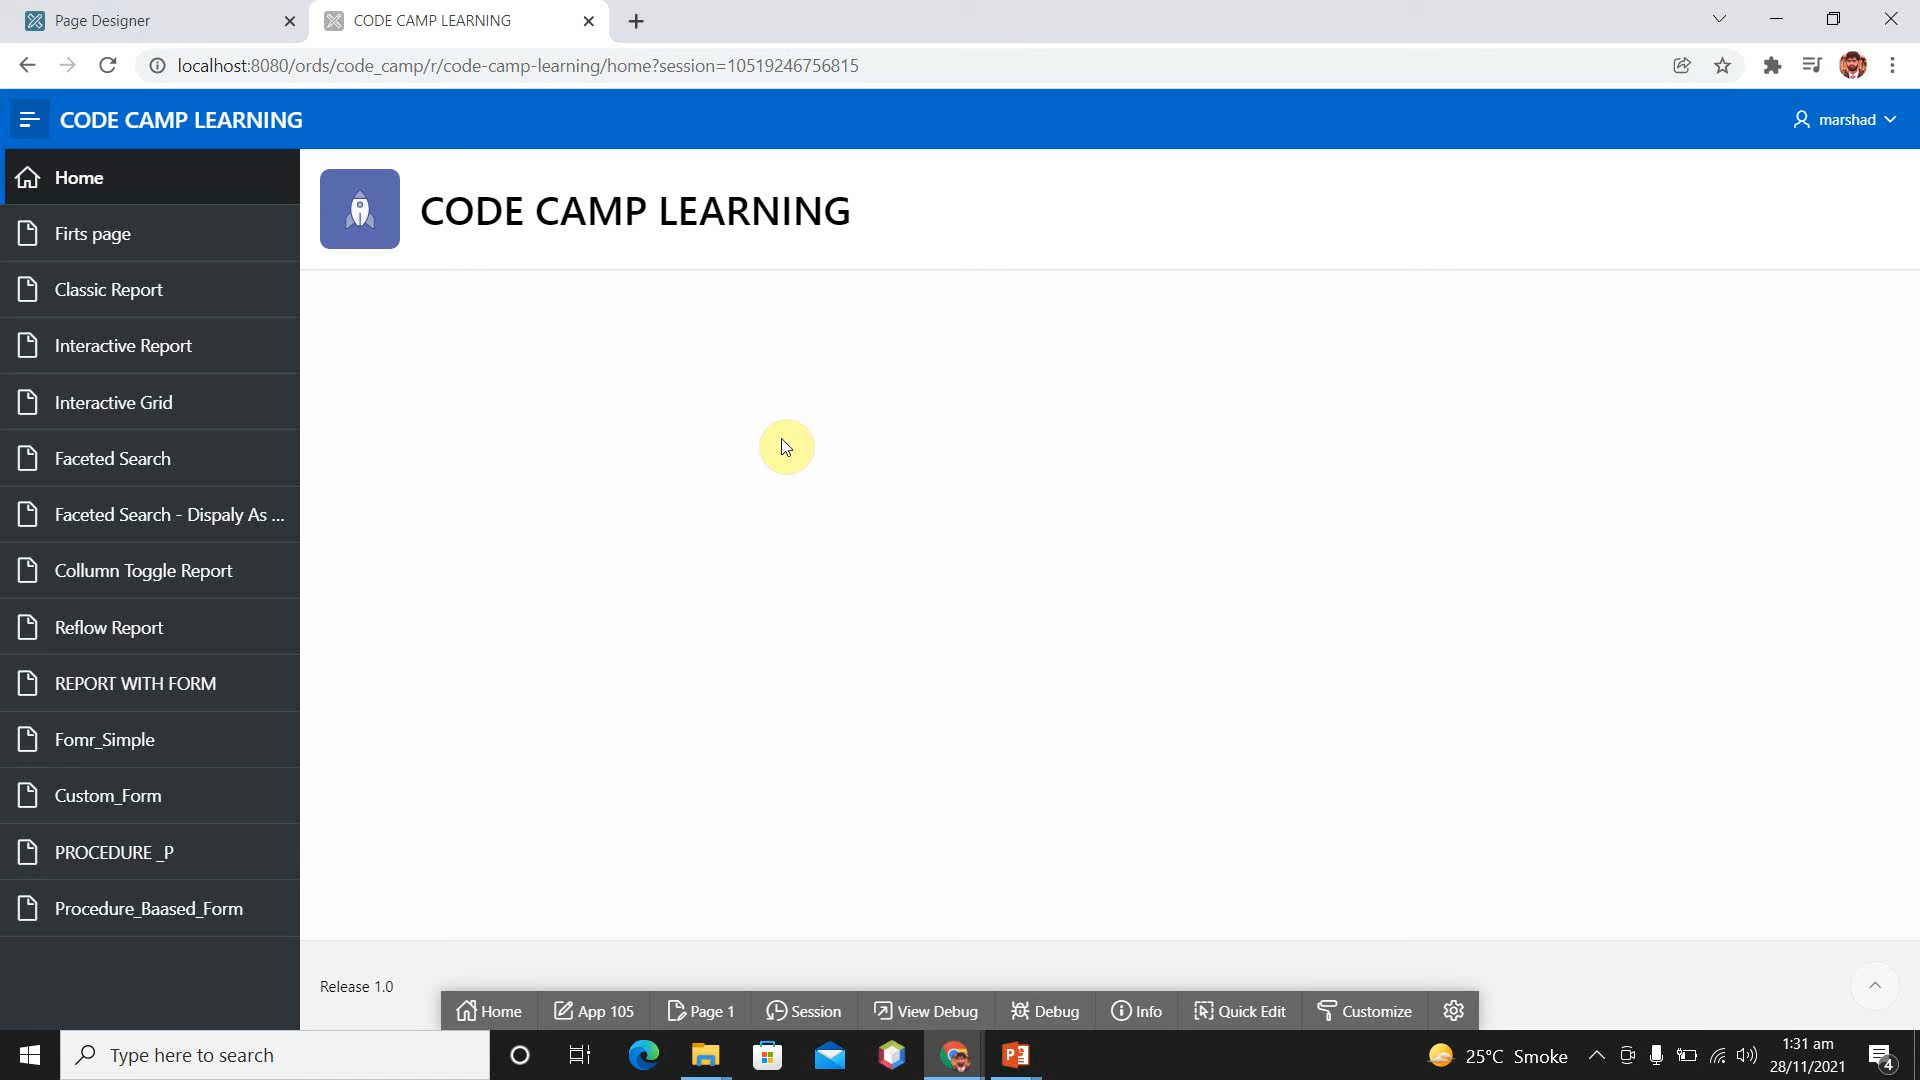 Page Designer
CODE CAMP LEARNING
localhost:8080/ords/code_camp/r/code-camp-learning/home?session=10519246756815
CODE CAMP LEARNING
marshad
Home
Firts page
Classic Report
Interactive Report
Interactive Grid
Faceted Search
Faceted Search - Dispaly As ...
Collumn Toggle Report
Reflow Report
REPORT WITH FORM
Fomr_Simple
Custom_Form
PROCEDURE _P
Procedure_Baased_Form
CODE CAMP LEARNING
Release 1.0
Home
App 105
Page 1
Session
View Debug
Debug
Info
Quick Edit
Customize
Type here to search
25°C Smoke
1:31 am
28/11/2021
4